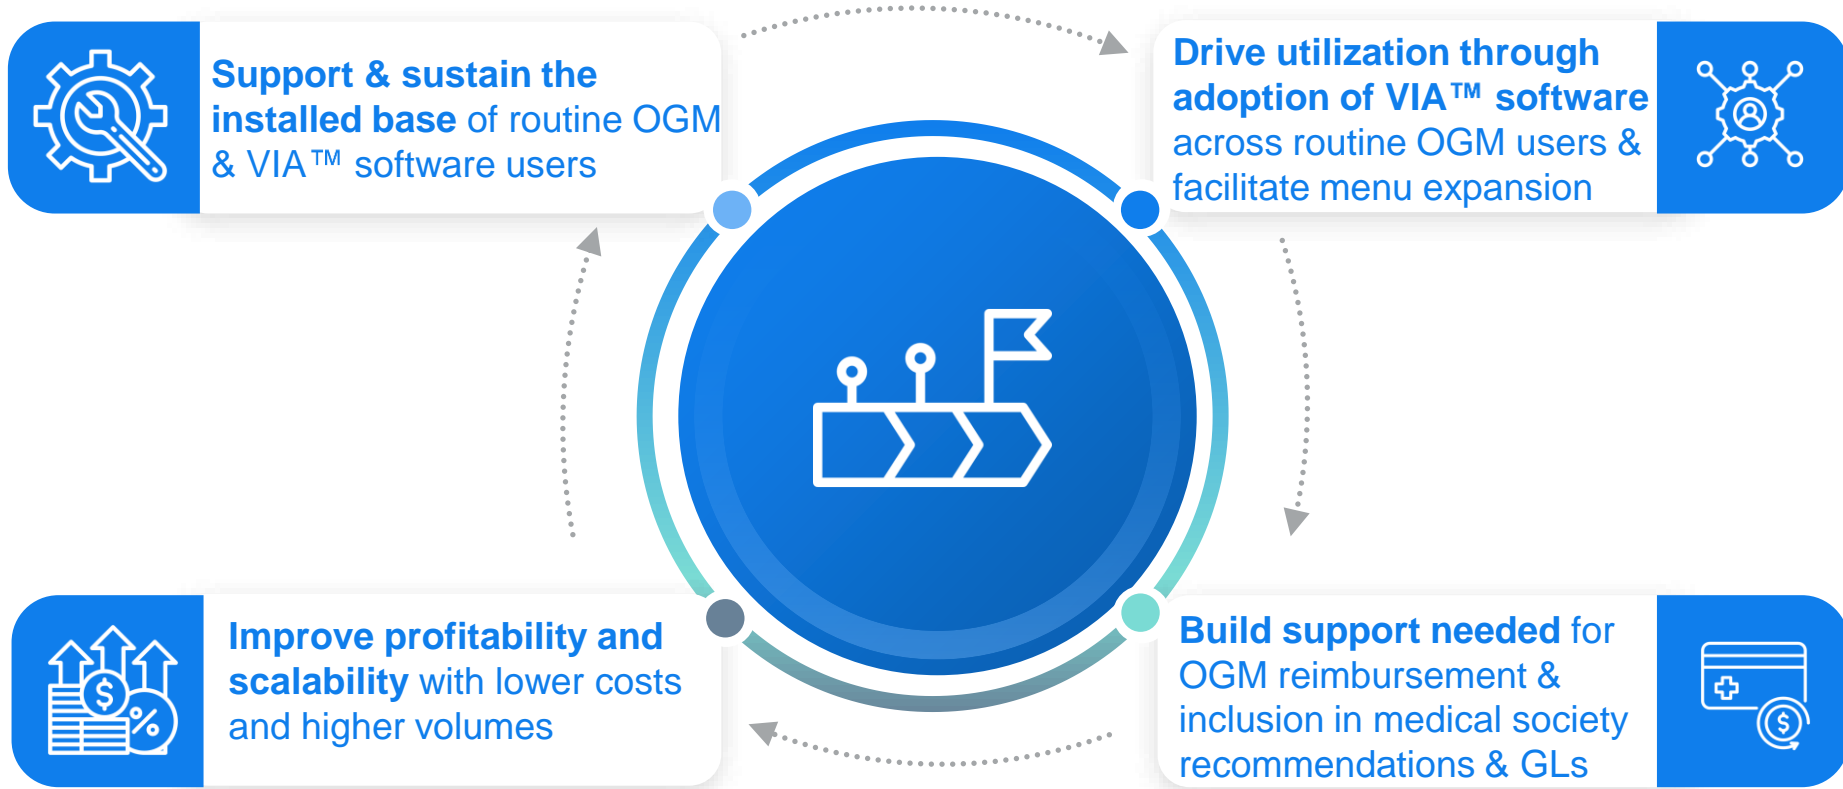 Support & sustain the
installed base of routine OGM
& VIA™ software users
Drive utilization through
adoption of VIA™ software
across routine OGM users &
facilitate menu expansion
Improve profitability and
scalability with lower costs
and higher volumes
$
%
Build support needed for
OGM reimbursement &
inclusion in medical society
recommendations & GLs
$